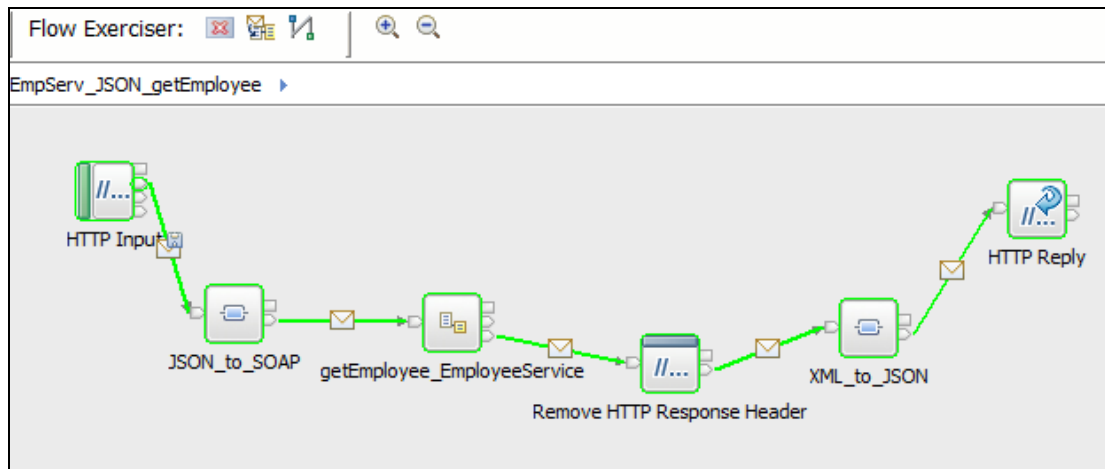 Flow Exerciser:
EmpServ_JSON_getEmployee
//...
HTTP Input
JSON_to_SOAP
getEmployee_EmployeeService
//...
Remove HTTP Response Header
XML_to_JSON
//...
HTTP Reply